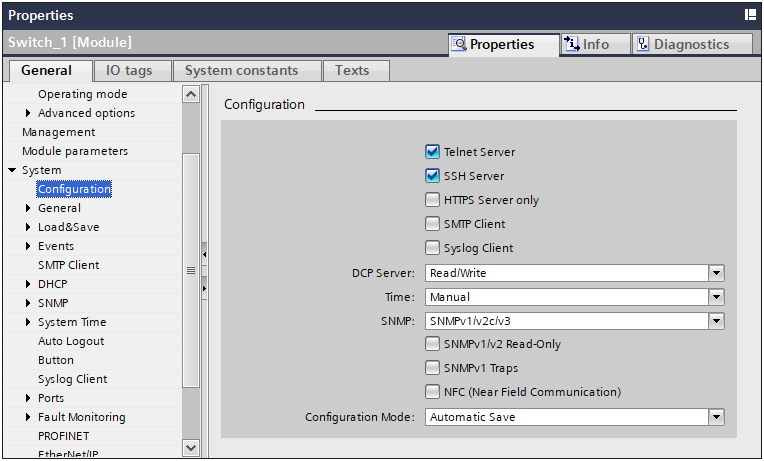 Properties
Switch_1 [Module]
Properties
Info
Diagnostics
General
IO tags
System constants
Texts
Operating mode
Advanced options
Management
Module parameters
System
Configuration
General
Load&Save
Events
SMTP Client
DHCP
SNMP
System Time
Auto Logout
Button
Syslog Client
Ports
Fault Monitoring
PROFINET
EtherNet/IP
Configuration
Telnet Server
SSH Server
HTTPS Server only
SMTP Client
Syslog Client
DCP Server: Read/Write
Time: Manual
SNMP: SNMPv1/v2c/v3
SNMPv1/v2 Read-Only
SNMPv1 Traps
NFC (Near Field Communication)
Configuration Mode: Automatic Save